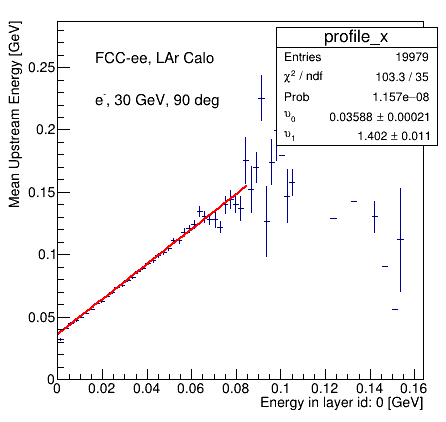 profile_x
Entries 19979
χ² / ndf 103.3 / 35
Prob 1.157e−08
υ₀ 0.03588 ± 0.00021
υ₁ 1.402 ± 0.011
FCC-ee, LAr Calo
e⁻, 30 GeV, 90 deg
Mean Upstream Energy [GeV]
0.25
0.2
0.15
0.1
0.05
0
0 0.02 0.04 0.06 0.08 0.1 0.12 0.14 0.16
Energy in layer id: 0 [GeV]